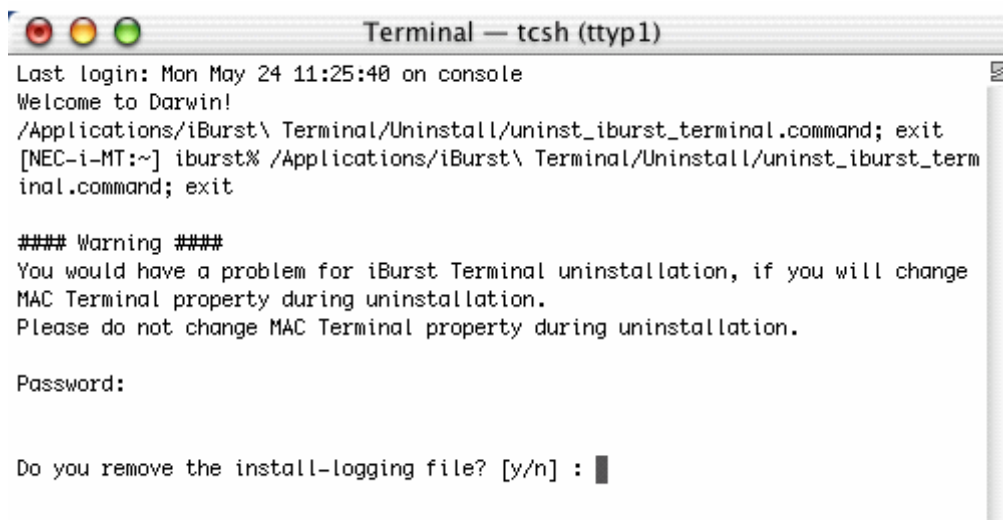 Terminal — tcsh (ttyp1)
Last login: Mon May 24 11:25:40 on console
Welcome to Darwin!
/Applications/iBurst\ Terminal/Uninstall/uninst_iburst_terminal.command; exit
[NEC-i-MT:~] iburst% /Applications/iBurst\ Terminal/Uninstall/uninst_iburst_term
inal.command; exit
#### Warning ####
You would have a problem for iBurst Terminal uninstallation, if you will change
MAC Terminal property during uninstallation.
Please do not change MAC Terminal property during uninstallation.
Password:
Do you remove the install-logging file? [y/n] :